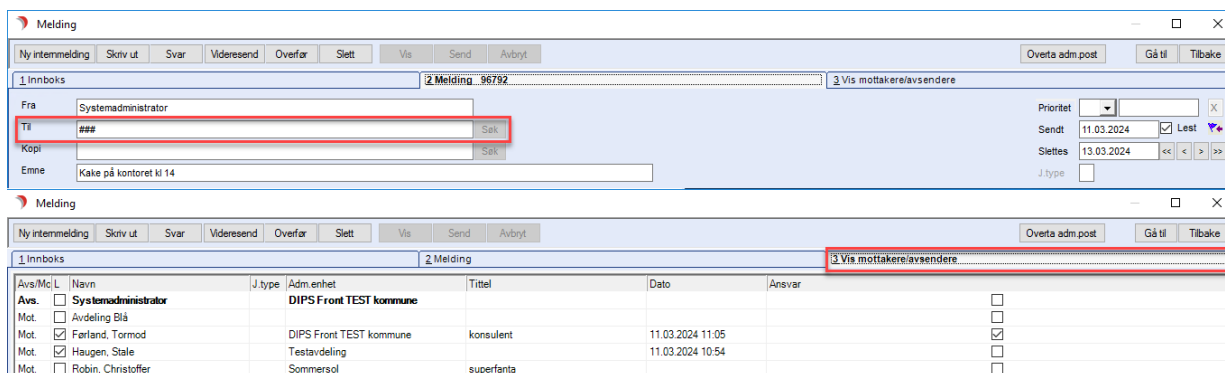 Melding
Ny internmelding Skriv ut Svar Videresend Overfør Slett Vis Send Avbryt Overta adm.post Gå til Tilbake
1 Innboks 2 Melding 96792 3 Vis mottakere/avsendere
Fra Systemadministrator Prioritet X
Til ### Søk Sendt 11.03.2024 Lest
Kopi Søk Slettes 13.03.2024 << < > >>
Emne Kake på kontoret kl 14 J.type
Melding
Ny internmelding Skriv ut Svar Videresend Overfør Slett Vis Send Avbryt Overta adm.post Gå til Tilbake
1 Innboks 2 Melding 3 Vis mottakere/avsendere
Avs/Mc L Navn J.type Adm.enhet Tittel Dato Ansvar
Avs. Systemadministrator DIPS Front TEST kommune
Mot. Avdeling Blå
Mot. Førland, Tormod DIPS Front TEST kommune konsulent 11.03.2024 11:05
Mot. Haugen, Stale Testavdeling 11.03.2024 10:54
Mot. Robin, Christoffer Sommersol superfanta